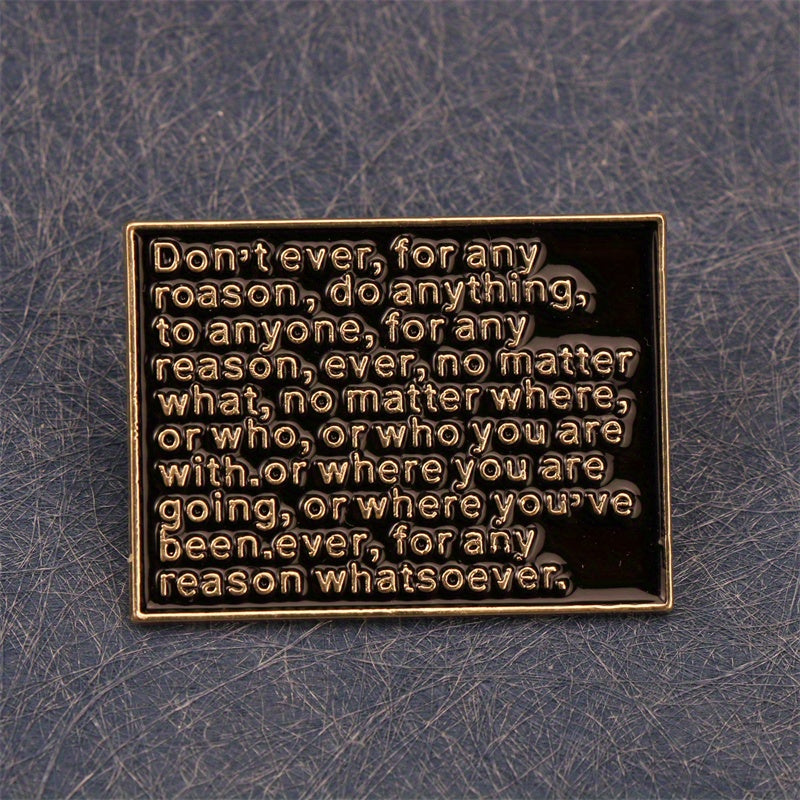 Don't ever, for any
roason, do anything,
to anyone, for any
reason, ever, no matter
what, no matter where,
or who, or who you are
with.or where you are
going, or where you've
been.ever, for any
reason whatsoever.